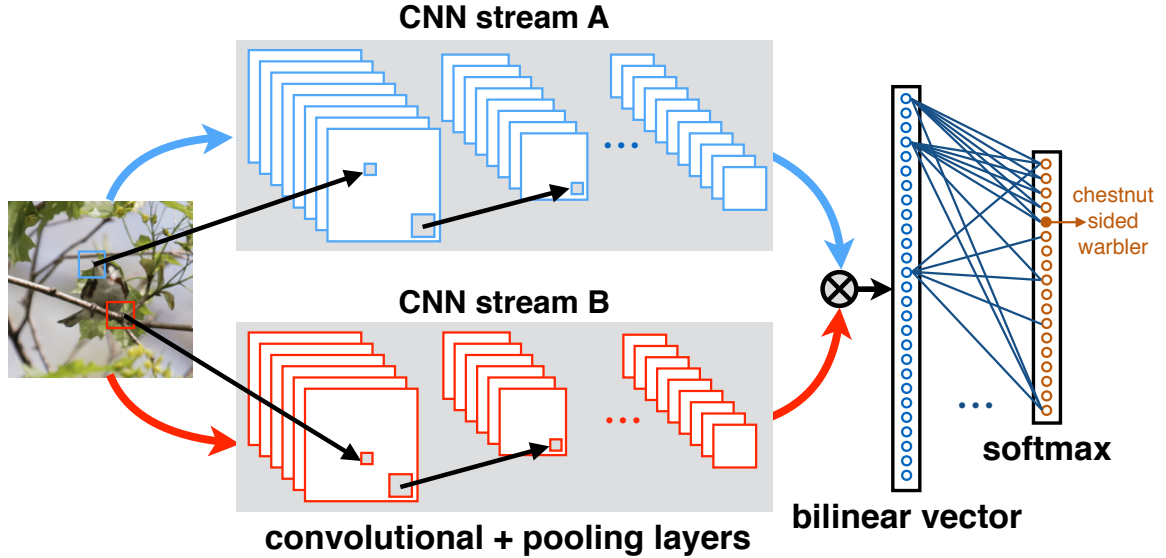 CNN stream A
chestnut
sided
warbler
CNN stream B
softmax
bilinear vector
convolutional + pooling layers